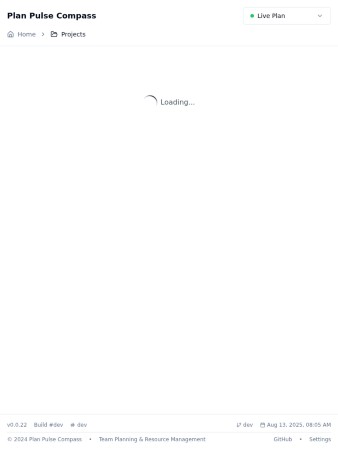 Plan Pulse Compass
Live Plan
Home
Projects
Loading...
v0.0.22 Build #dev # dev
dev Aug 13, 2025, 08:05 AM
© 2024 Plan Pulse Compass • Team Planning & Resource Management
GitHub • Settings